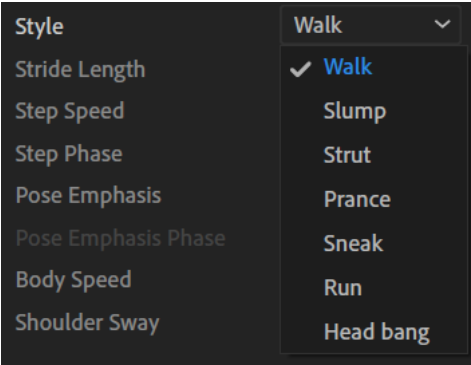 Style Walk
Stride Length Walk
Step Speed Slump
Step Phase Strut
Pose Emphasis Prance
Pose Emphasis Phase Sneak
Body Speed Run
Shoulder Sway Head bang